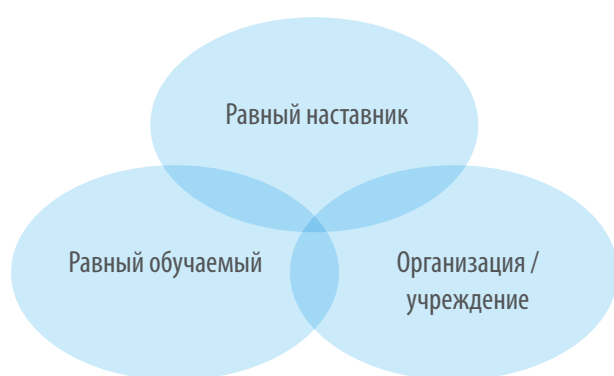 Равный наставник
Равный обучаемый
Организация /
учреждение